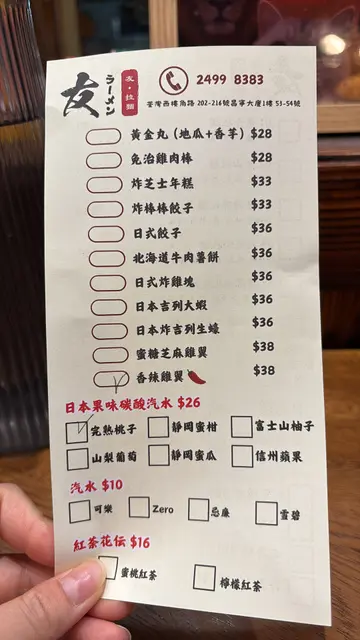 友
ラーメン
友・拉麵
2499 8383
荃灣西樓角路 202-216號昌寧大廈1樓 53-54號
黃金丸 (地瓜+香芋) $28
兔治雞肉棒 $28
炸芝士年糕 $33
炸棒棒餃子 $33
日式餃子 $36
北海道牛肉薯餅 $36
日式炸雞塊 $36
日本吉列大蝦 $36
日本炸吉列生蠔 $36
蜜糖芝麻雞翼 $38
香辣雞翼 $38
日本果味碳酸汽水 $26
完熟桃子 靜岡蜜柑 富士山柚子
山梨葡萄 靜岡蜜瓜 信州蘋果
汽水 $10
可樂 Zero 忌廉 雪碧
紅茶花伝 $16
蜜桃紅茶 檸檬紅茶